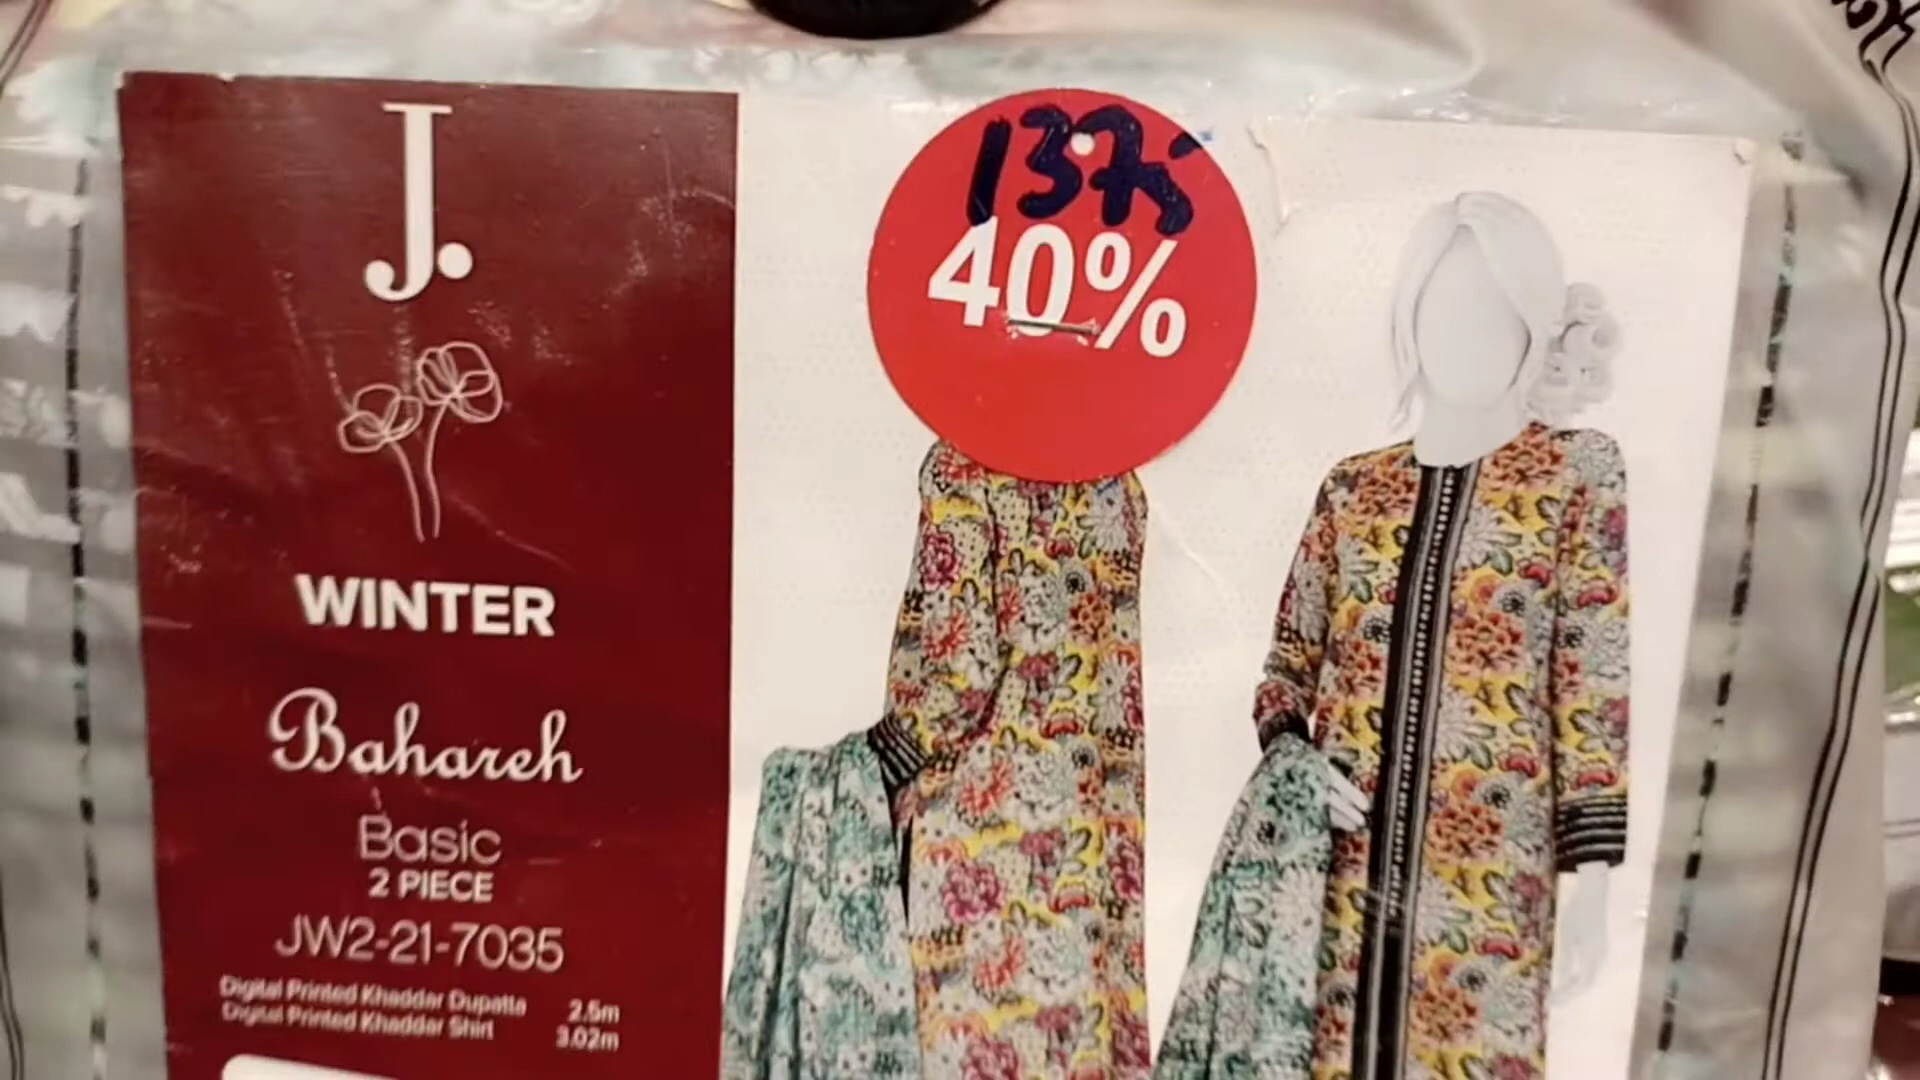 J.
WINTER
Bahareh
Basic
2 PIECE
JW2-21-7035
Digital Printed Khaddar Dupatta 2.5m
Digital Printed Khaddar Shirt 3.02m
1375
40%